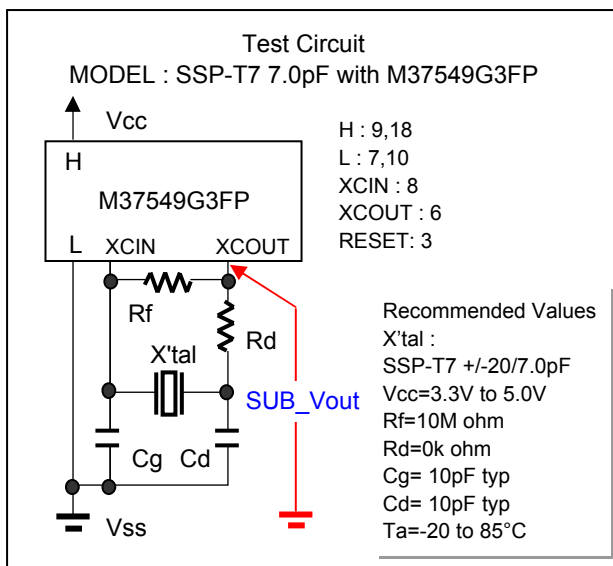 Test Circuit
MODEL : SSP-T7 7.0pF with M37549G3FP
Vcc
H : 9,18
L : 7,10
XCIN : 8
XCOUT : 6
RESET: 3
H
M37549G3FP
L XCIN XCOUT
Rf
Rd
X'tal
SUB_Vout
Cg Cd
Vss
Recommended Values
X'tal :
SSP-T7 +/-20/7.0pF
Vcc=3.3V to 5.0V
Rf=10M ohm
Rd=0k ohm
Cg= 10pF typ
Cd= 10pF typ
Ta=-20 to 85°C